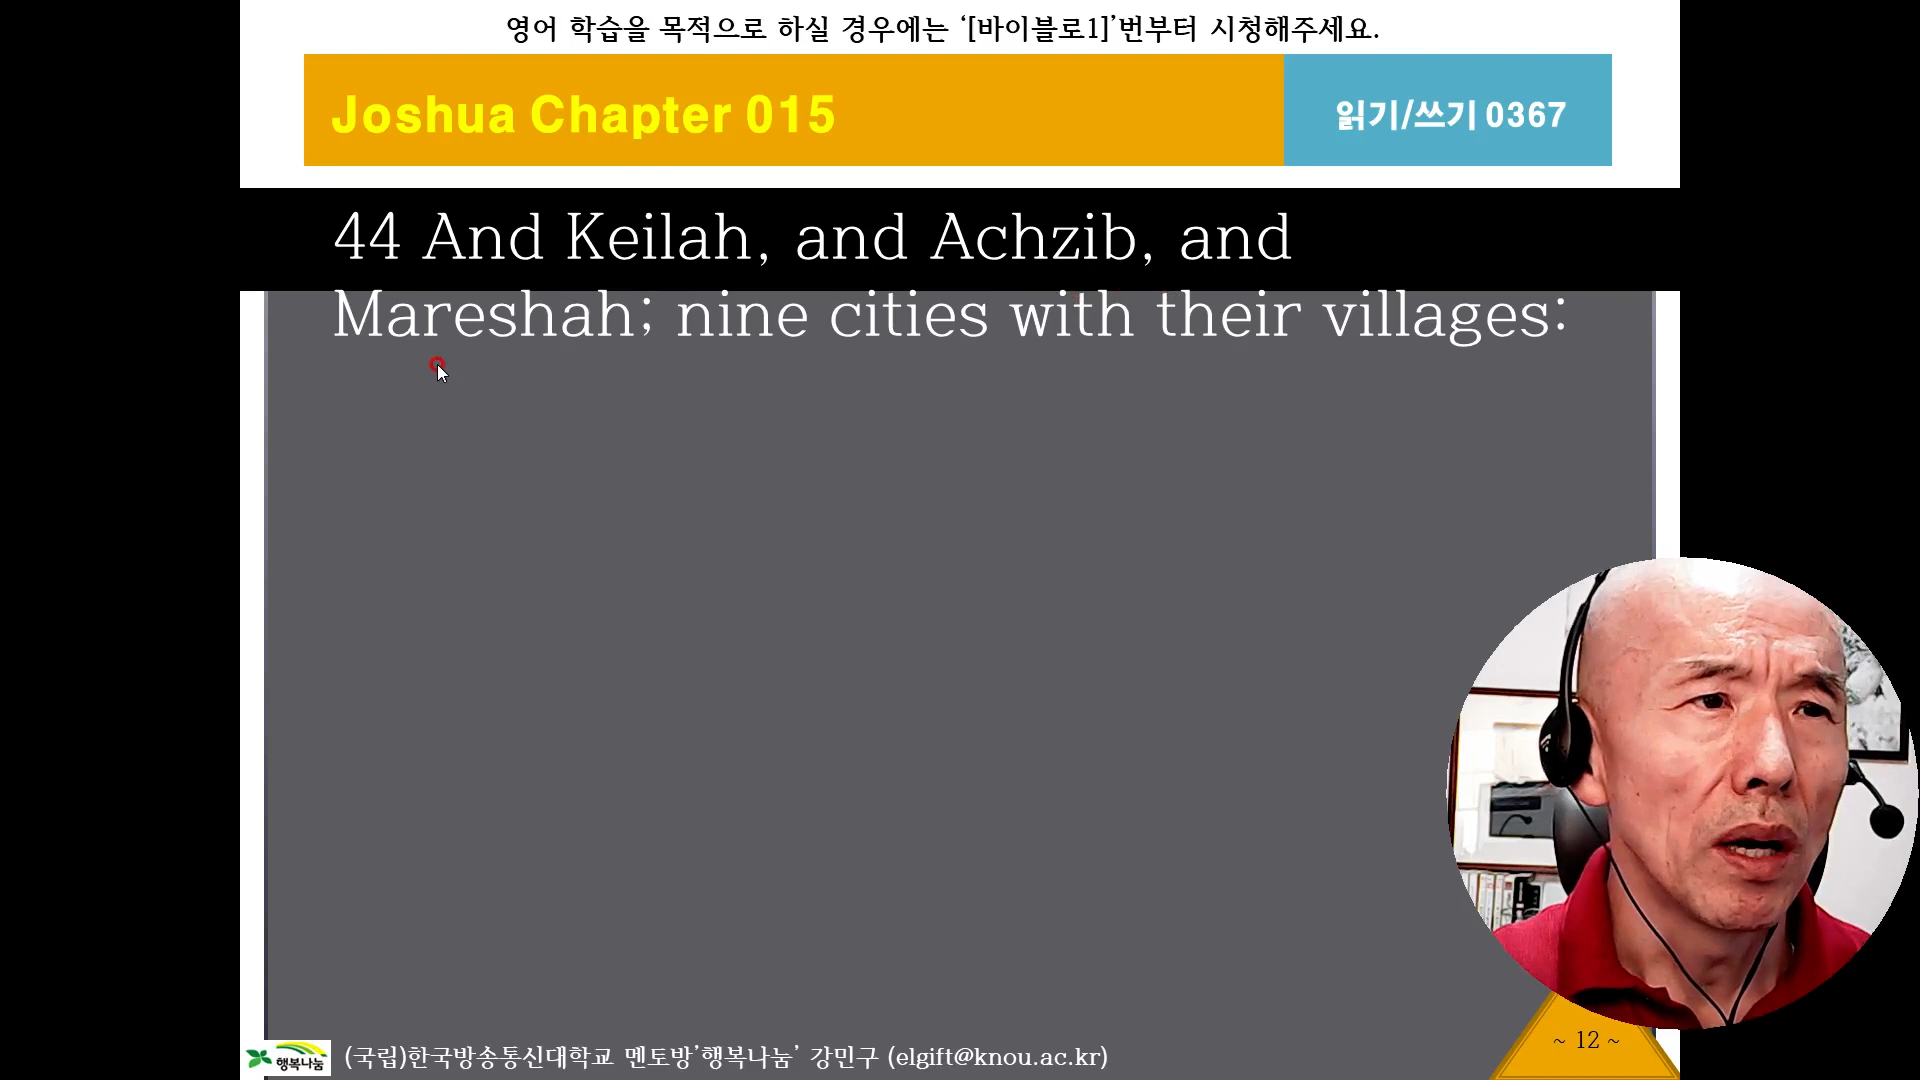 영어 학습을 목적으로 하실 경우에는 ‘[바이블로1]’번부터 시청해주세요.
Joshua Chapter 015
읽기/쓰기 0367
44 And Keilah, and Achzib, and
Mareshah; nine cities with their villages:
행복나눔
(국립)한국방송통신대학교 멘토방’행복나눔’ 강민구 (elgift@knou.ac.kr)
~ 12 ~